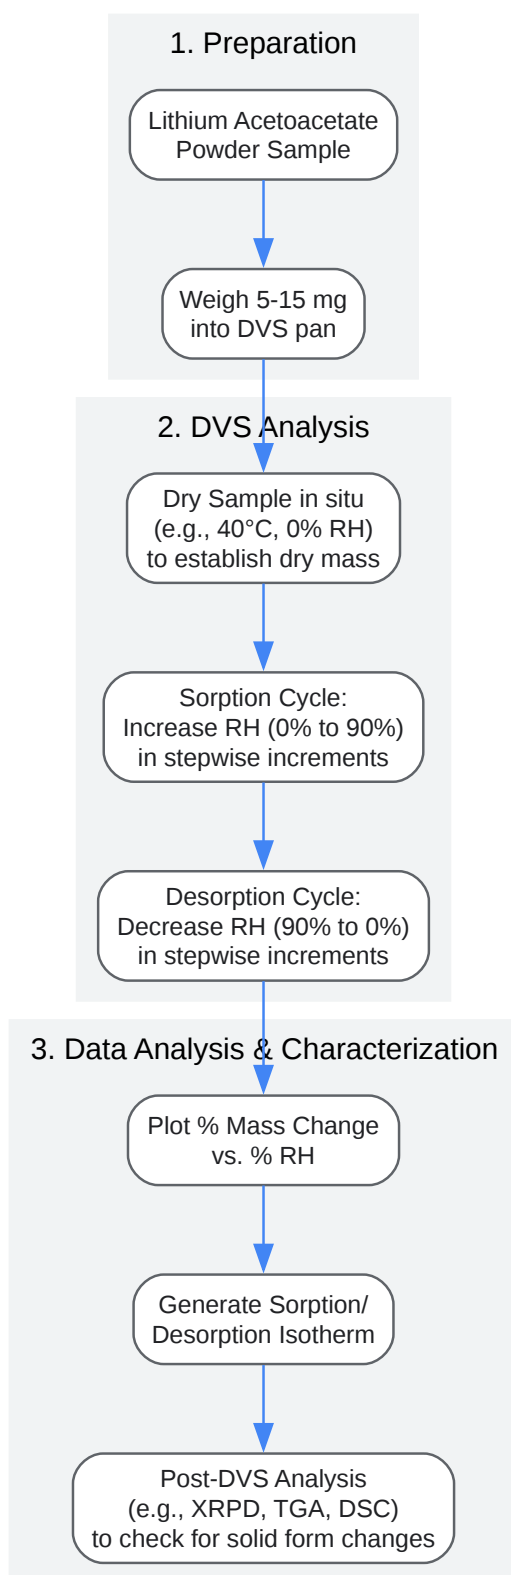 1. Preparation
Lithium Acetoacetate
Powder Sample
Weigh 5-15 mg
into DVS pan
2. DVS Analysis
Dry Sample in situ
(e.g., 40°C, 0% RH)
to establish dry mass
Sorption Cycle:
Increase RH (0% to 90%)
in stepwise increments
Desorption Cycle:
Decrease RH (90% to 0%)
in stepwise increments
3. Data Analysis & Characterization
Plot % Mass Change
vs. % RH
Generate Sorption/
Desorption Isotherm
Post-DVS Analysis
(e.g., XRPD, TGA, DSC)
to check for solid form changes